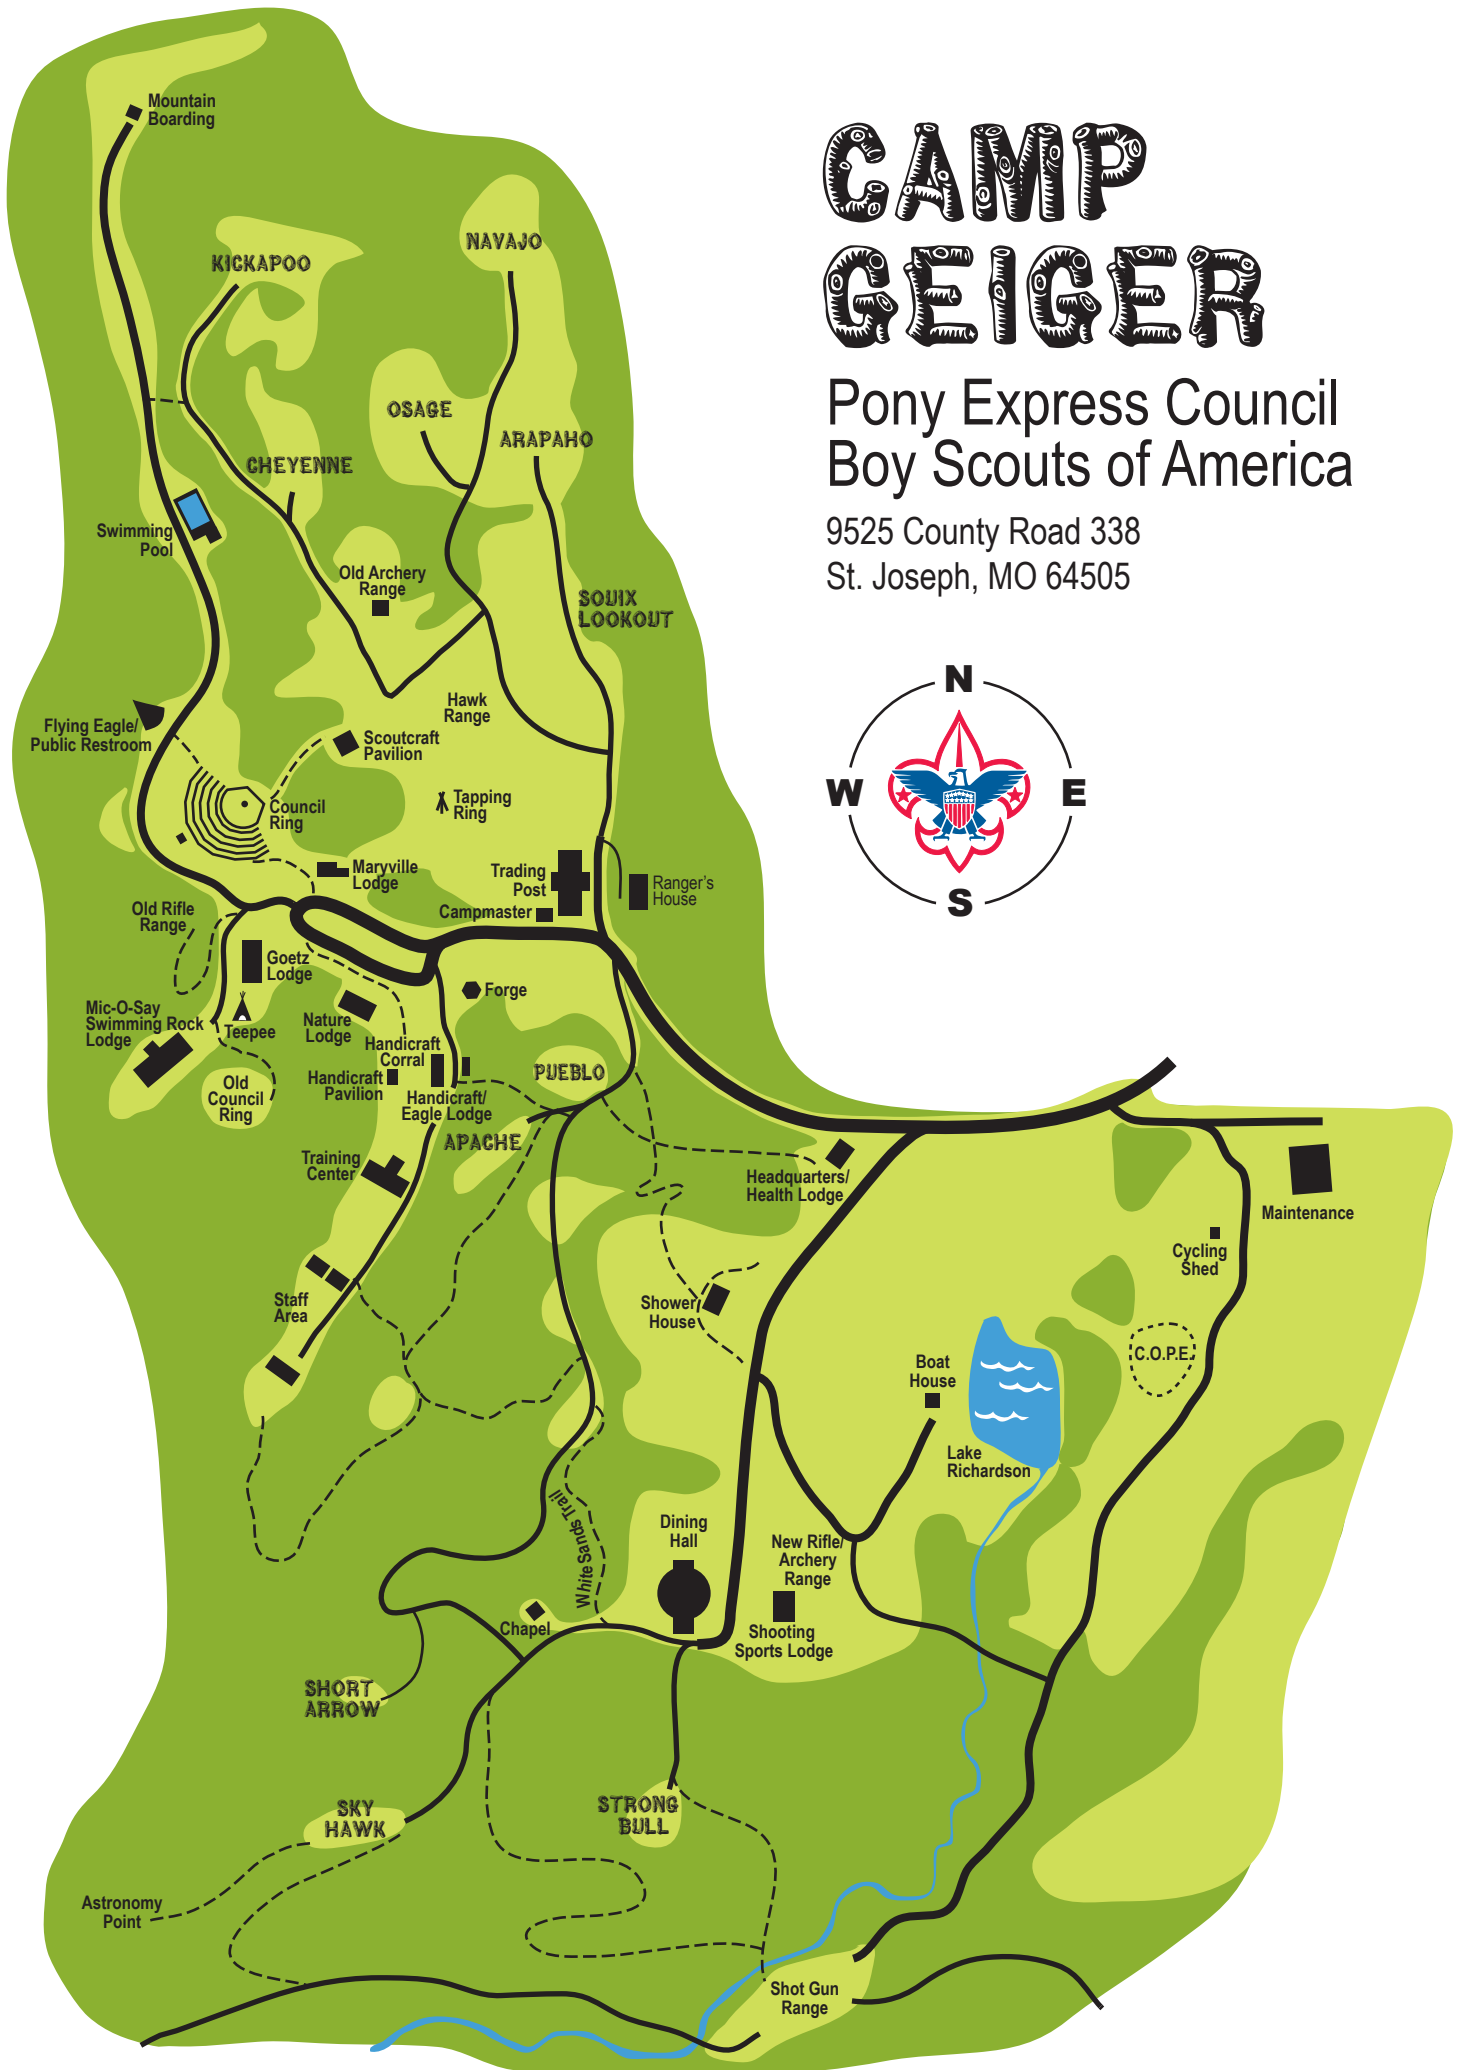 CAMP
GEIGER
Pony Express Council
Boy Scouts of America
9525 County Road 338
St. Joseph, MO 64505
N
W
E
S
Mountain
Boarding
KICKAPOO
NAVAJO
OSAGE
ARAPAHO
CHEYENNE
Swimming
Pool
Old Archery
Range
SOUIX
LOOKOUT
Hawk
Range
Flying Eagle/
Public Restroom
Scoutcraft
Pavilion
Council
Ring
Tapping
Ring
Maryville
Lodge
Trading
Post
Ranger's
House
Campmaster
Old Rifle
Range
Goetz
Lodge
Forge
Mic-O-Say
Swimming Rock
Lodge
Teepee
Nature
Lodge
Handicraft
Corral
Handicraft
Pavilion
Handicraft/
Eagle Lodge
Old
Council
Ring
PUEBLO
APACHE
Training
Center
Headquarters/
Health Lodge
Maintenance
Cycling
Shed
Staff
Area
Shower
House
C.O.P.E.
Boat
House
Lake
Richardson
White Sands Trail
Dining
Hall
New Rifle/
Archery
Range
Shooting
Sports Lodge
Chapel
SHORT
ARROW
SKY
HAWK
STRONG
BULL
Astronomy
Point
Shot Gun
Range